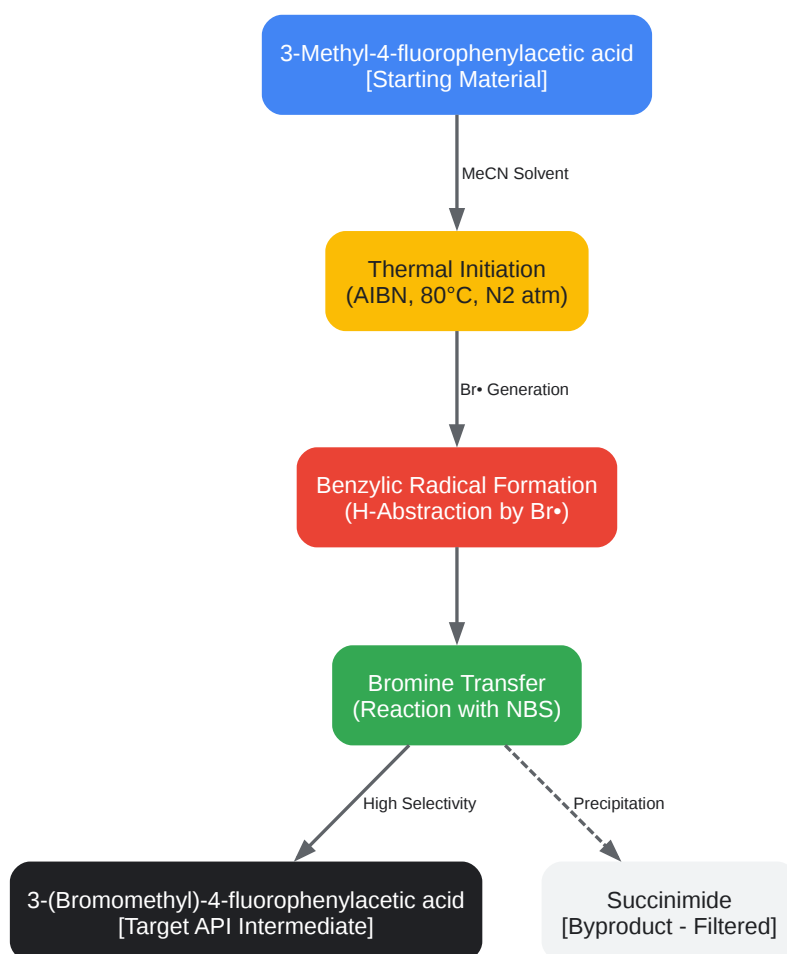 3-Methyl-4-fluorophenylacetic acid
[Starting Material]
MeCN Solvent
Thermal Initiation
(AIBN, 80°C, N2 atm)
Br• Generation
Benzylic Radical Formation
(H-Abstraction by Br•)
Bromine Transfer
(Reaction with NBS)
High Selectivity
Precipitation
3-(Bromomethyl)-4-fluorophenylacetic acid
[Target API Intermediate]
Succinimide
[Byproduct - Filtered]